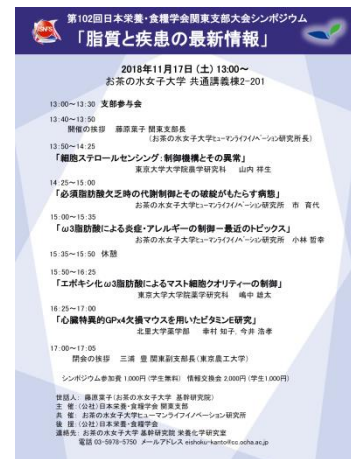 第102回日本栄養・食糧学会関東支部大会シンポジウム
「脂質と疾患の最新情報」
2018年11月17日(土) 13:00～
お茶の水女子大学 共通講義棟2-201
13:00～13:30 支部参与会
13:40～13:50
開催の挨拶 藤原葉子 関東支部長
(お茶の水女子大学ヒューマンライフイノベーション研究所長)
13:50～14:25
「細胞ステロールセンシング:制御機構とその異常」
東京大学大学院農学研究科 山内 祥生
14:25～15:00
「必須脂肪酸欠乏時の代謝制御とその破綻がもたらす病態」
お茶の水女子大学ヒューマンライフイノベーション研究所 市 育代
15:00～15:35
「ω3脂肪酸による炎症・アレルギーの制御ー最近のトピックス」
お茶の水女子大学ヒューマンライフイノベーション研究所 小林 哲幸
15:35～15:50 休憩
15:50～16:25
「エポキシ化ω3脂肪酸によるマスト細胞クオリティーの制御」
東京大学大学院薬学研究科 嶋中 雄太
16:25～17:00
「心臓特異的GPx4欠損マウスを用いたビタミンE研究」
北里大学薬学部 幸村 知子, 今井 浩孝
17:00～17:05
閉会の挨拶 三浦 豊 関東副支部長(東京農工大学)
シンポジウム参加費 1,000円(学生無料) 情報交換会 2,000円(学生1,000円)
世話人: 藤原葉子(お茶の水女子大学 基幹研究院)
主 催:(公社)日本栄養・食糧学会 関東支部
共 催: お茶の水女子大学ヒューマンライフイノベーション研究所
後 援:(公社)日本栄養・食糧学会
連絡先: お茶の水女子大学 基幹研究院 栄養化学研究室
電話 03-5978-5750 メールアドレス eishoku-kanto@cc.ocha.ac.jp